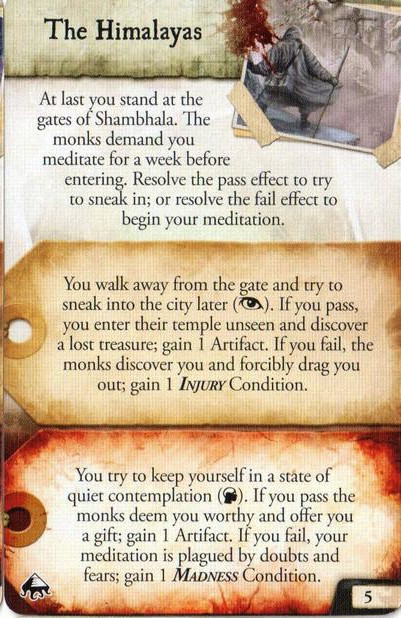 The Himalayas
At last you stand at the
gates of Shambhala. The
monks demand you
meditate for a week before
entering. Resolve the pass effect to try
to sneak in; or resolve the fail effect to
begin your meditation.
You walk away from the gate and try to
sneak into the city later (). If you pass,
you enter their temple unseen and discover
a lost treasure; gain 1 Artifact. If you fail, the
monks discover you and forcibly drag you
out; gain 1 INJURY Condition.
You try to keep yourself in a state of
quiet contemplation (). If you pass the
monks deem you worthy and offer you
a gift; gain 1 Artifact. If you fail, your
meditation is plagued by doubts and
fears; gain 1 MADNESS Condition.
5